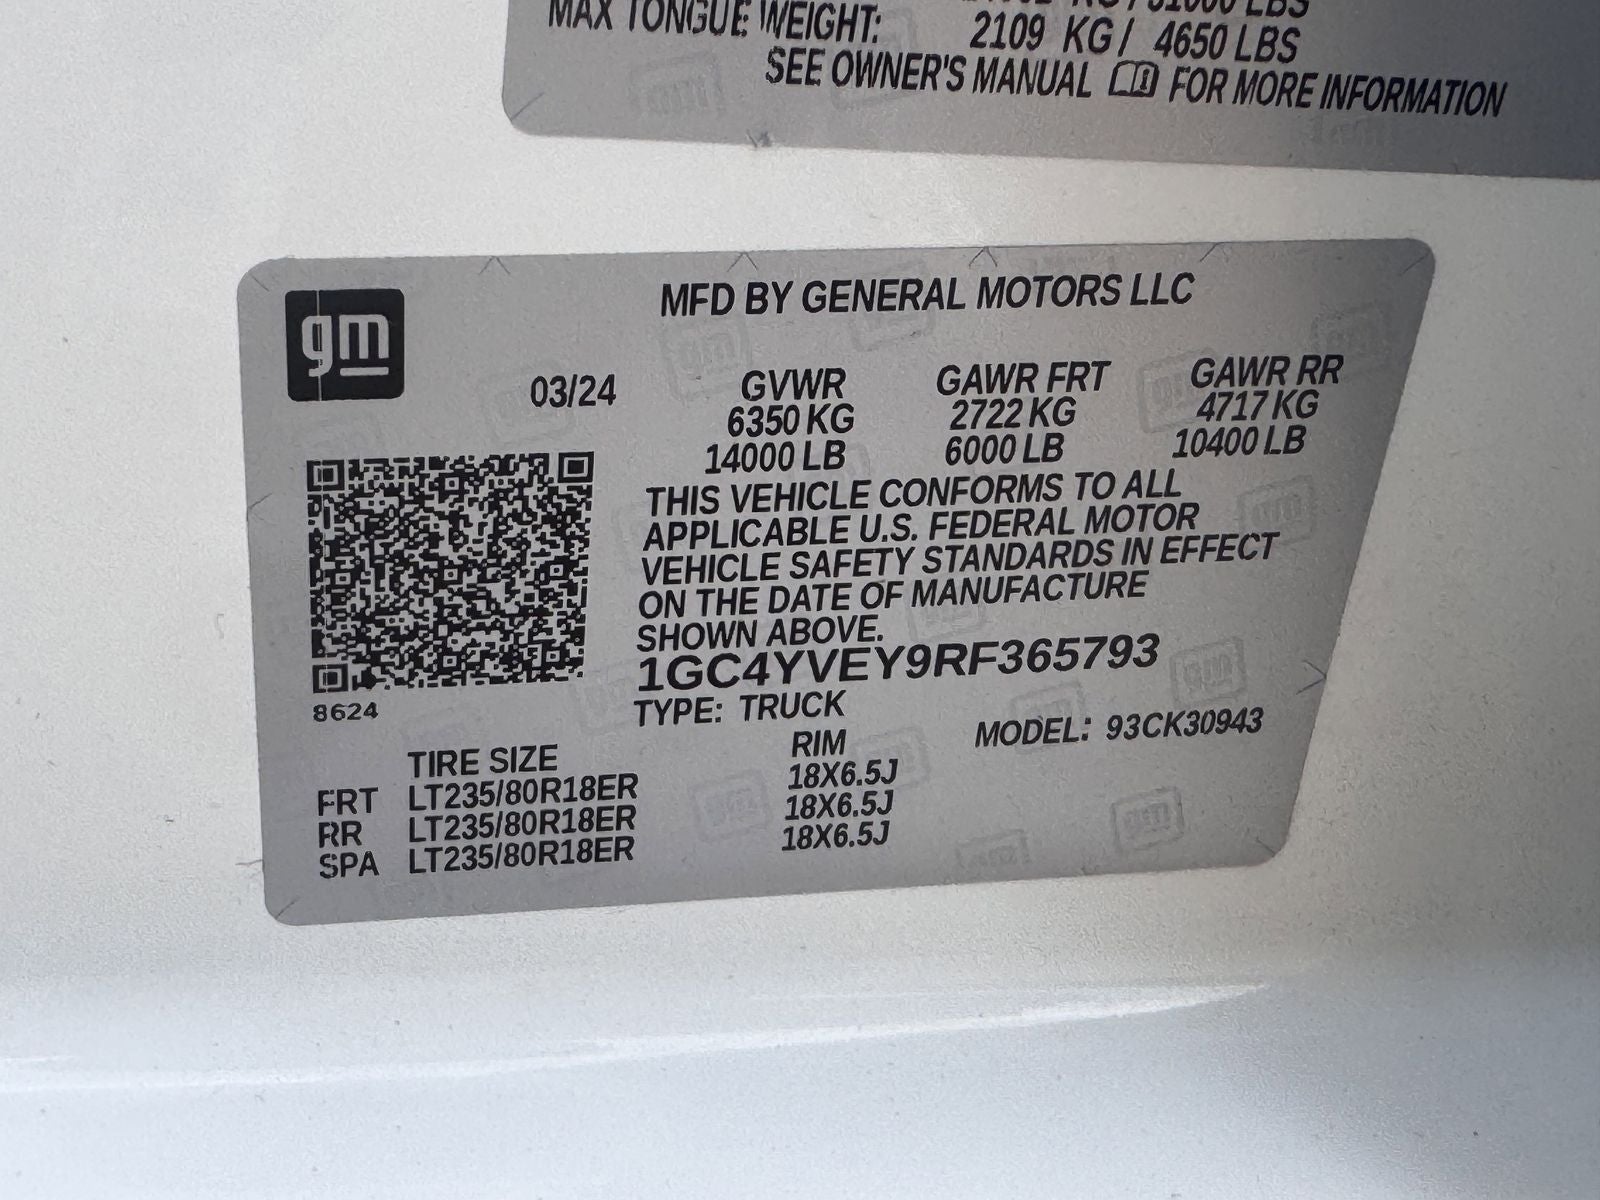 31000 LBS
MAX TONGUE WEIGHT: 2109 KG / 4650 LBS
SEE OWNER'S MANUAL FOR MORE INFORMATION
gm
MFD BY GENERAL MOTORS LLC
03/24 GVWR GAWR FRT GAWR RR
6350 KG 2722 KG 4717 KG
14000 LB 6000 LB 10400 LB
THIS VEHICLE CONFORMS TO ALL
APPLICABLE U.S. FEDERAL MOTOR
VEHICLE SAFETY STANDARDS IN EFFECT
ON THE DATE OF MANUFACTURE
SHOWN ABOVE.
1GC4YVEY9RF365793
8624
TYPE: TRUCK
MODEL: 93CK30943
TIRE SIZE RIM
FRT LT235/80R18ER 18X6.5J
RR LT235/80R18ER 18X6.5J
SPA LT235/80R18ER 18X6.5J